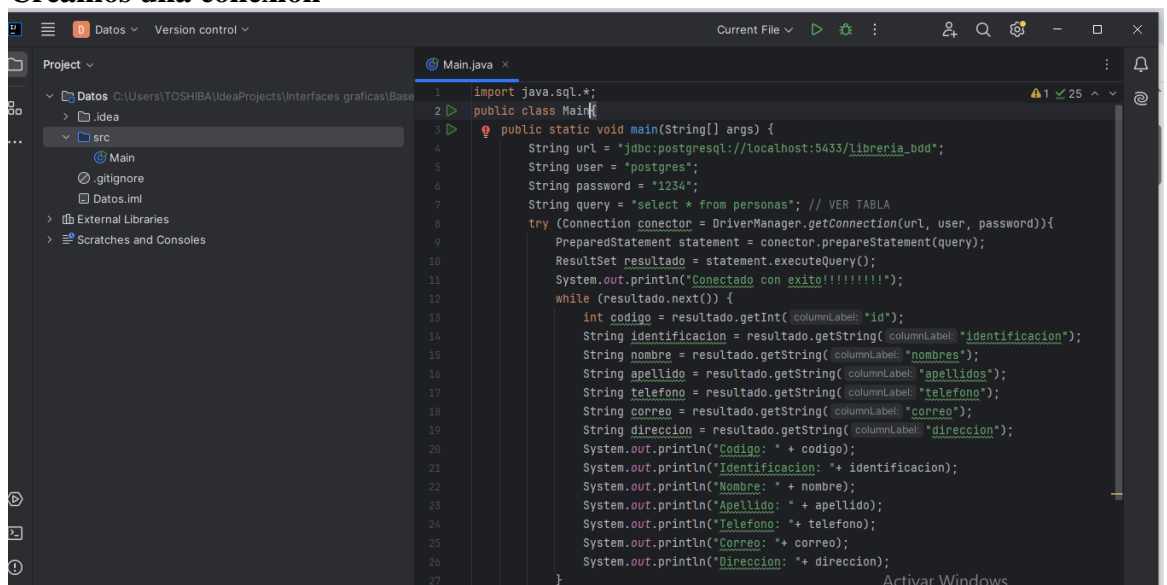 Creamos una conexión
D Datos Version control Current File
Project
Main.java ×
Datos C:\Users\TOSHIBA\IdeaProjects\Interfaces graficas\Base
.idea
src
Main
.gitignore
Datos.iml
External Libraries
Scratches and Consoles
1 25
1 import java.sql.*;
2 public class Main{
3 public static void main(String[] args) {
4 String url = "jdbc:postgresql://localhost:5433/libreria_bdd";
5 String user = "postgres";
6 String password = "1234";
7 String query = "select * from personas"; // VER TABLA
8 try (Connection conector = DriverManager.getConnection(url, user, password)){
9 PreparedStatement statement = conector.prepareStatement(query);
10 ResultSet resultado = statement.executeQuery();
11 System.out.println("Conectado con exito!!!!!!!!!");
12 while (resultado.next()) {
13 int codigo = resultado.getInt( columnLabel: "id");
14 String identificacion = resultado.getString( columnLabel: "identificacion");
15 String nombre = resultado.getString( columnLabel: "nombres");
16 String apellido = resultado.getString( columnLabel: "apellidos");
17 String telefono = resultado.getString( columnLabel: "telefono");
18 String correo = resultado.getString( columnLabel: "correo");
19 String direccion = resultado.getString( columnLabel: "direccion");
20 System.out.println("Codigo: " + codigo);
21 System.out.println("Identificacion: "+ identificacion);
22 System.out.println("Nombre: " + nombre);
23 System.out.println("Apellido: " + apellido);
24 System.out.println("Telefono: "+ telefono);
25 System.out.println("Correo: "+ correo);
26 System.out.println("Direccion: "+ direccion);
27 }
Activar Windows